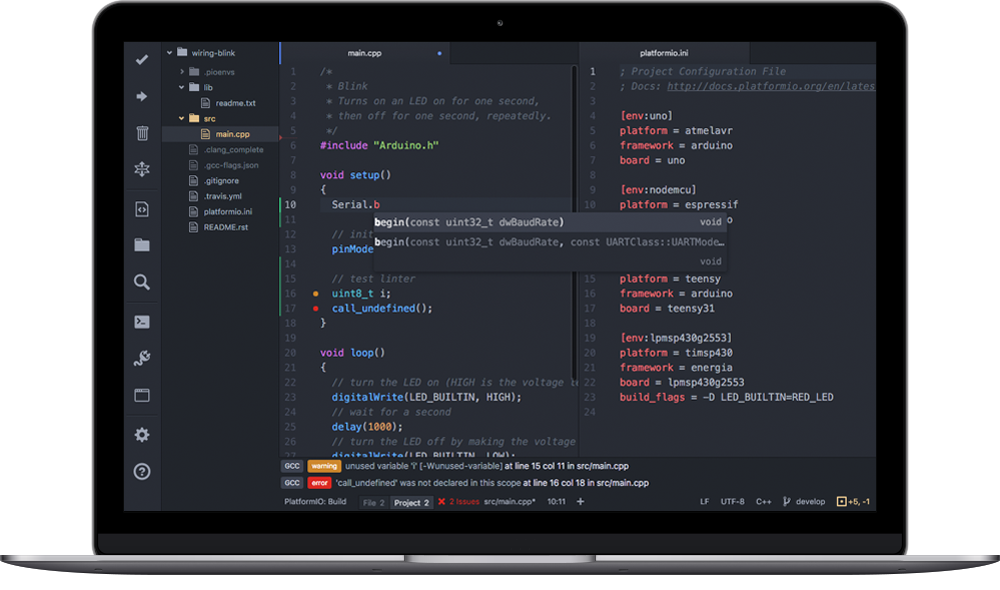 wiring-blink
.pioenvs
lib
readme.txt
src
main.cpp
.clang_complete
.gcc-flags.json
.gitignore
.travis.yml
platformio.ini
README.rst
main.cpp
1 /*
2 * Blink
3 * Turns on an LED on for one second,
4 * then off for one second, repeatedly.
5 */
6 #include "Arduino.h"
7
8 void setup()
9 {
10 Serial.b
begin(const uint32_t dwBaudRate) void
begin(const uint32_t dwBaudRate, const UARTClass::UARTMode…
void
11
12 // init
13 pinMode
14
15 // test linter
16 uint8_t i;
17 call_undefined();
18 }
19
20 void loop()
21 {
22 // turn the LED on (HIGH is the voltage
23 digitalWrite(LED_BUILTIN, HIGH);
24 // wait for a second
25 delay(1000);
26 // turn the LED off by making the voltage
27 digitalWrite(LED_BUILTIN, LOW);
platformio.ini
1 ; Project Configuration File
2 ; Docs: http://docs.platformio.org/en/latest
3
4 [env:uno]
5 platform = atmelavr
6 framework = arduino
7 board = uno
8
9 [env:nodemcu]
10 platform = espressif
o
15 platform = teensy
16 framework = arduino
17 board = teensy31
18
19 [env:lpmsp430g2553]
20 platform = timsp430
21 framework = energia
22 board = lpmsp430g2553
23 build_flags = -D LED_BUILTIN=RED_LED
24
GCC warning unused variable 'i' [-Wunused-variable] at line 15 col 11 in src/main.cpp
GCC error 'call_undefined' was not declared in this scope at line 16 col 18 in src/main.cpp
PlatformIO: Build File 2 Project 2 2 Issues src/main.cpp* 10:11 + LF UTF-8 C++ develop +5, -1